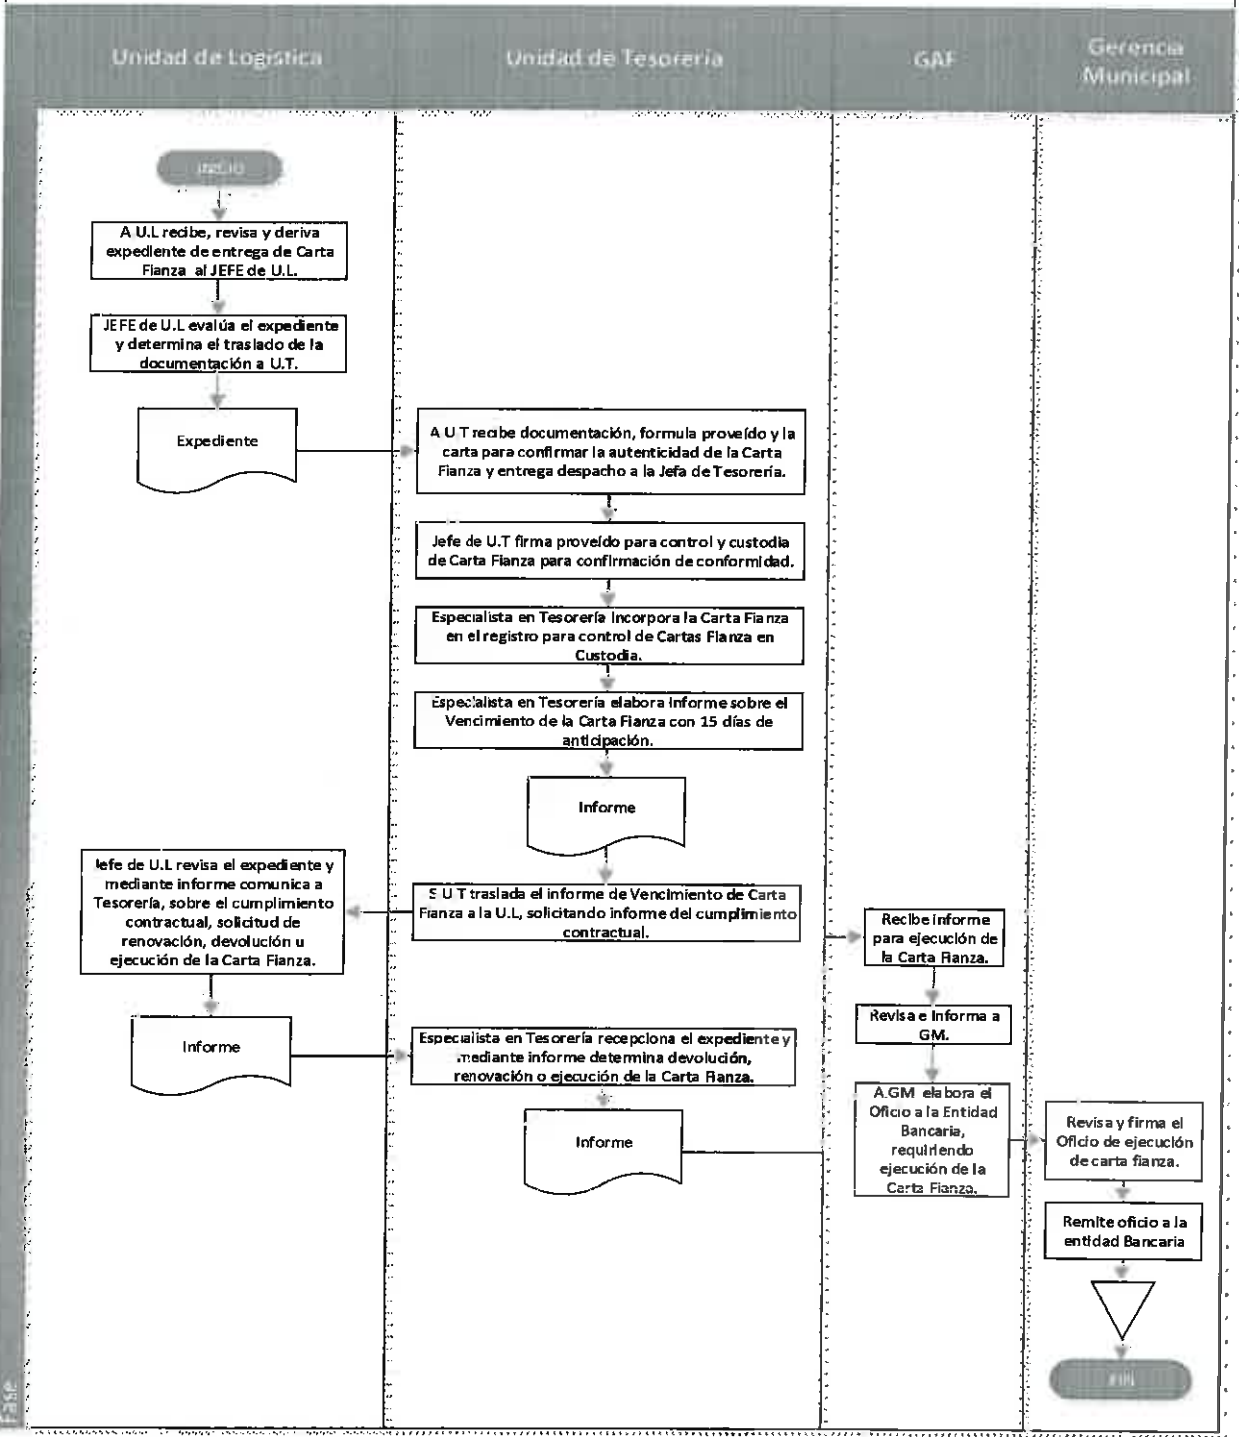 Unidad de Logística
Unidad de Tesorería
GAF
Gerencia
Municipal
INICIO
A U.L recibe, revisa y deriva
expediente de entrega de Carta
Fianza al JEFE de U.L.
JEFE de U.L evalúa el expediente
y determina el traslado de la
documentación a U.T.
Expediente
A U T recibe documentación, formula proveído y la
carta para confirmar la autenticidad de la Carta
Fianza y entrega despacho a la Jefa de Tesorería.
Jefe de U.T firma proveído para control y custodia
de Carta Fianza para confirmación de conformidad.
Especialista en Tesorería Incorpora la Carta Fianza
en el registro para control de Cartas Fianza en
Custodia.
Especialista en Tesorería elabora Informe sobre el
Vencimiento de la Carta Fianza con 15 días de
anticipación.
Informe
S U T traslada el informe de Vencimiento de Carta
Fianza a la U.L, solicitando informe del cumplimiento
contractual.
Jefe de U.L revisa el expediente y
mediante informe comunica a
Tesorería, sobre el cumplimiento
contractual, solicitud de
renovación, devolución u
ejecución de la Carta Fianza.
Informe
Especialista en Tesorería recepciona el expediente y
mediante informe determina devolución,
renovación o ejecución de la Carta Fianza.
Informe
Recibe informe
para ejecución de
la Carta Fianza.
Revisa e Informa a
GM.
A.GM elabora el
Oficio a la Entidad
Bancaria,
requiriendo
ejecución de la
Carta Fianza.
Revisa y firma el
Oficio de ejecución
de carta fianza.
Remite oficio a la
entidad Bancaria
FIN
Fase